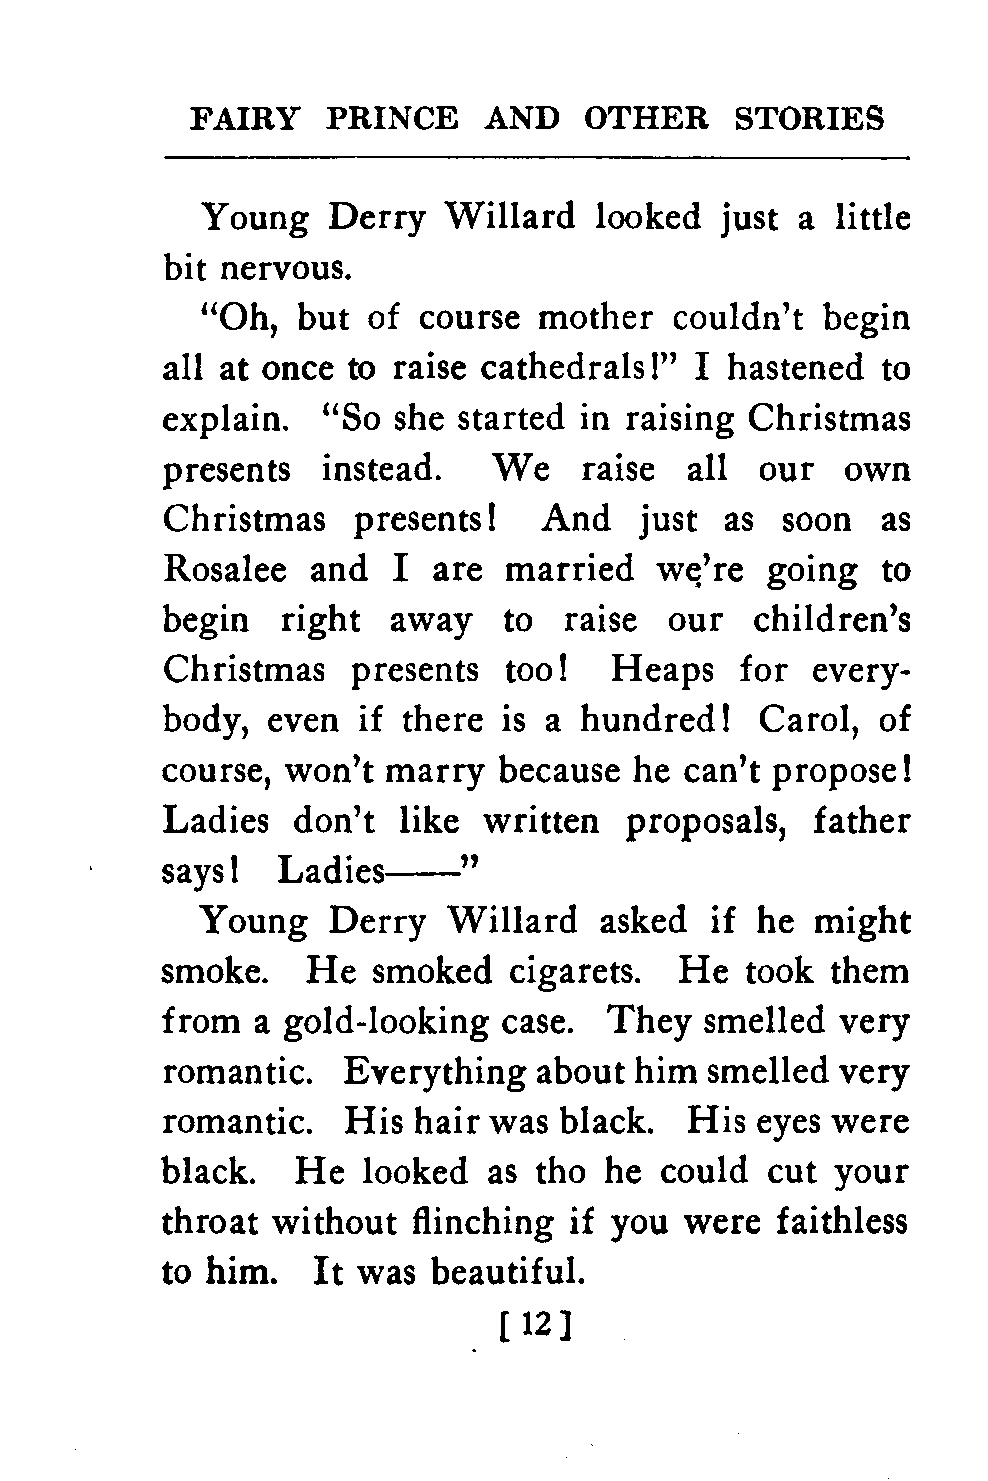 FAIRY PRINCE AND OTHER STORIES
Young Derry Willard looked just a little
bit nervous.
“Oh, but of course mother couldn’t begin
all at once to raise cathedrals!” I hastened to
explain. “So she started in raising Christmas
presents instead. We raise all our own
Christmas presents! And just as soon as
Rosalee and I are married we’re going to
begin right away to raise our children’s
Christmas presents too! Heaps for every-
body, even if there is a hundred! Carol, of
course, won’t marry because he can’t propose!
Ladies don’t like written proposals, father
says! Ladies——”
Young Derry Willard asked if he might
smoke. He smoked cigarets. He took them
from a gold-looking case. They smelled very
romantic. Everything about him smelled very
romantic. His hair was black. His eyes were
black. He looked as tho he could cut your
throat without flinching if you were faithless
to him. It was beautiful.
[ 12 ]